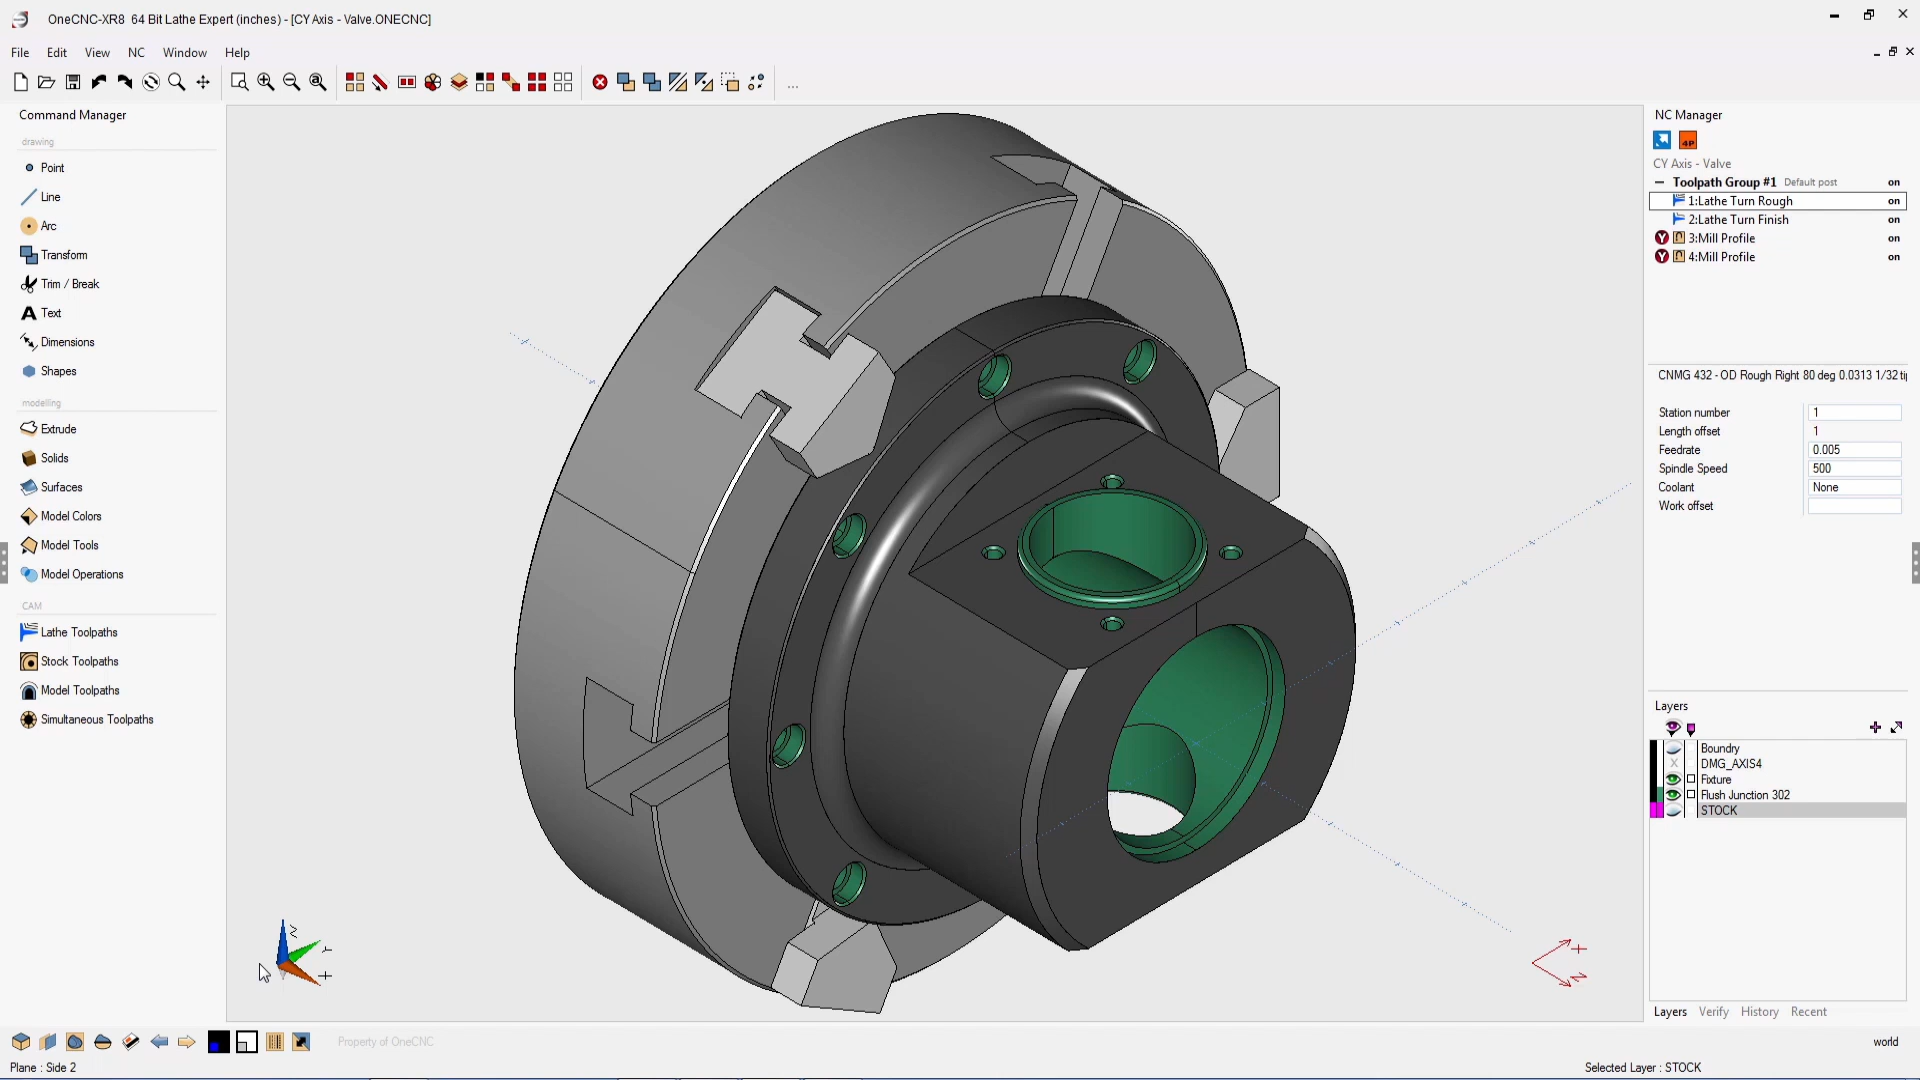 OneCNC-XR8 64 Bit Lathe Expert (inches) - [CY Axis - Valve.ONECNC]
File Edit View NC Window Help
...
Command Manager
drawing
Point
Line
Arc
Transform
Trim / Break
A Text
Dimensions
Shapes
modelling
Extrude
Solids
Surfaces
Model Colors
Model Tools
Model Operations
CAM
Lathe Toolpaths
Stock Toolpaths
Model Toolpaths
Simultaneous Toolpaths
NC Manager
4P
CY Axis - Valve
Toolpath Group #1 Default post on
1:Lathe Turn Rough on
2:Lathe Turn Finish on
Y 3:Mill Profile on
Y 4:Mill Profile on
CNMG 432 - OD Rough Right 80 deg 0.0313 1/32 ti
Station number 1
Length offset 1
Feedrate 0.005
Spindle Speed 500
Coolant None
Work offset
Layers
Boundry
X DMG_AXIS4
Fixture
Flush Junction 302
STOCK
Layers Verify History Recent
Property of OneCNC
world
Plane : Side 2
Selected Layer : STOCK